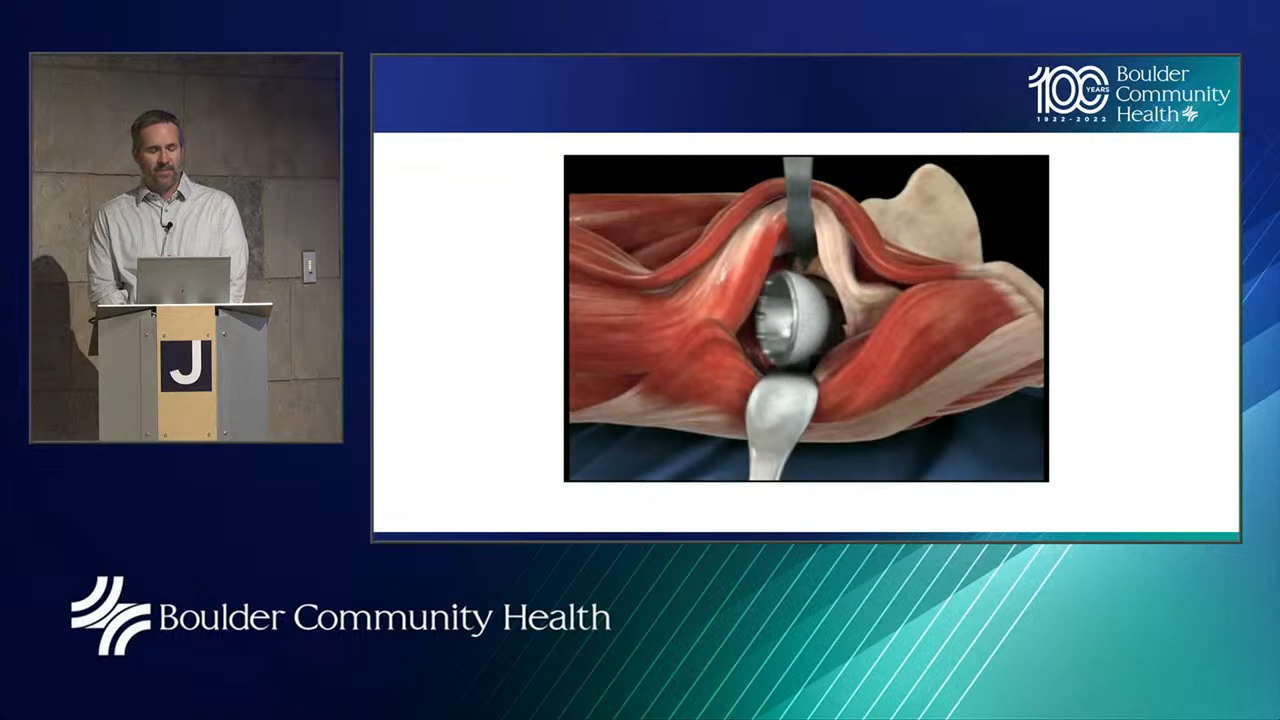 J
100
YEARS
1922-2022
Boulder
Community
Health
Boulder Community Health